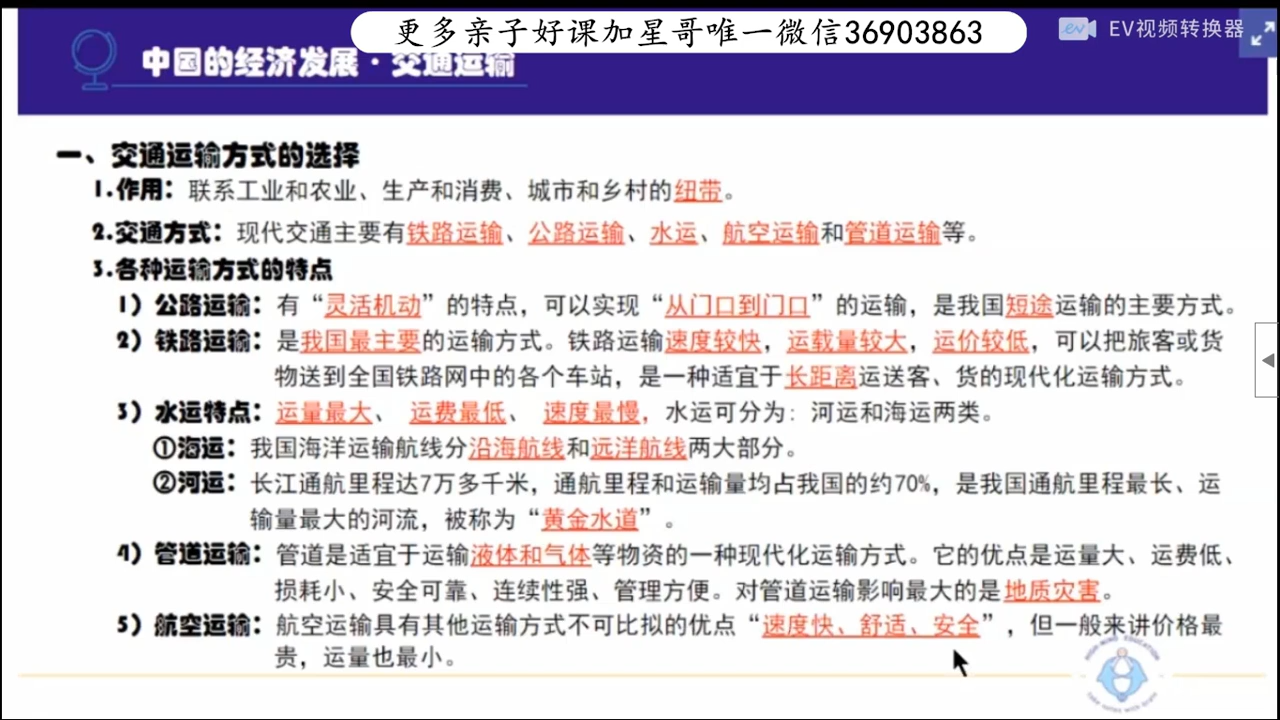 更多亲子好课加星哥唯一微信36903863
EV视频转换器
中国的经济发展·交通运输
一、交通运输方式的选择
1.作用：联系工业和农业、生产和消费、城市和乡村的纽带。
2.交通方式：现代交通主要有铁路运输、公路运输、水运、航空运输和管道运输等。
3.各种运输方式的特点
1）公路运输：有“灵活机动”的特点，可以实现“从门口到门口”的运输，是我国短途运输的主要方式。
2）铁路运输：是我国最主要的运输方式。铁路运输速度较快，运载量较大，运价较低，可以把旅客或货
物送到全国铁路网中的各个车站，是一种适宜于长距离运送客、货的现代化运输方式。
3）水运特点：运量最大、运费最低、速度最慢，水运可分为：河运和海运两类。
①海运：我国海洋运输航线分沿海航线和远洋航线两大部分。
②河运：长江通航里程达7万多千米，通航里程和运输量均占我国的约70%，是我国通航里程最长、运
输量最大的河流，被称为“黄金水道”。
4）管道运输：管道是适宜于运输液体和气体等物资的一种现代化运输方式。它的优点是运量大、运费低、
损耗小、安全可靠、连续性强、管理方便。对管道运输影响最大的是地质灾害。
5）航空运输：航空运输具有其他运输方式不可比拟的优点“速度快、舒适、安全”，但一般来讲价格最
贵，运量也最小。